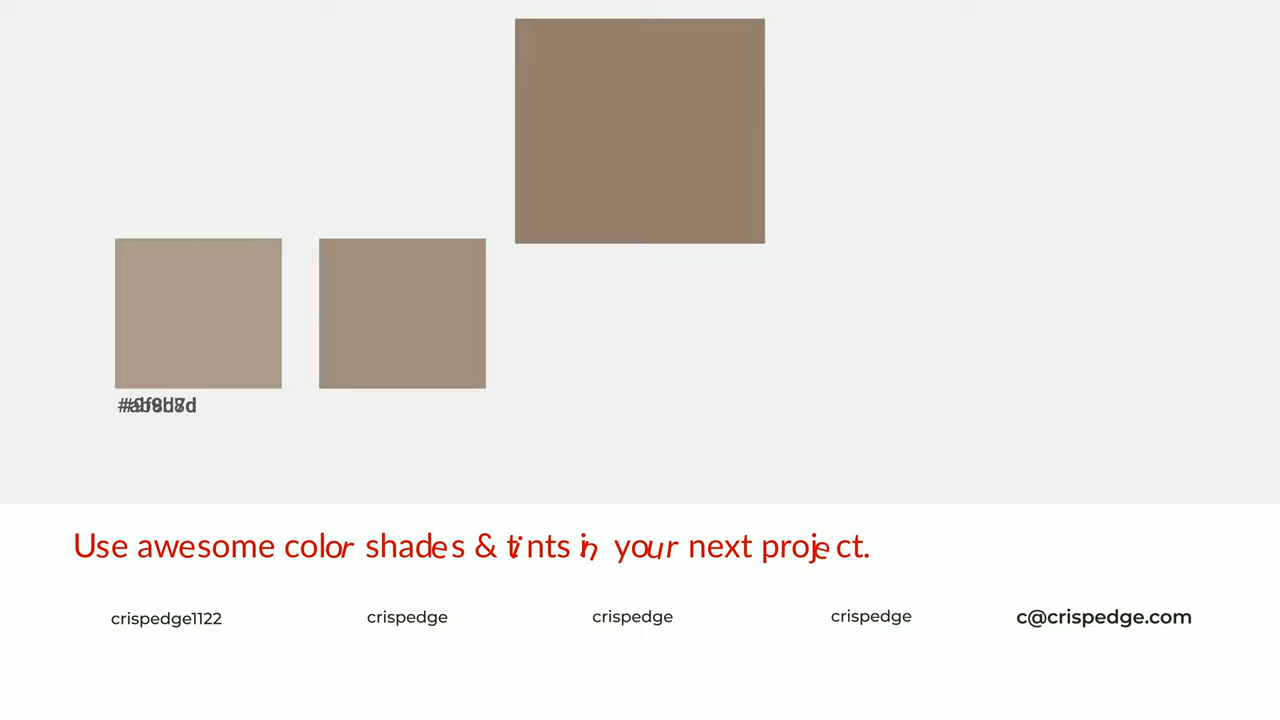 Use awesome color shades & tints in your next project.
crispedge1122 crispedge crispedge crispedge c@crispedge.com